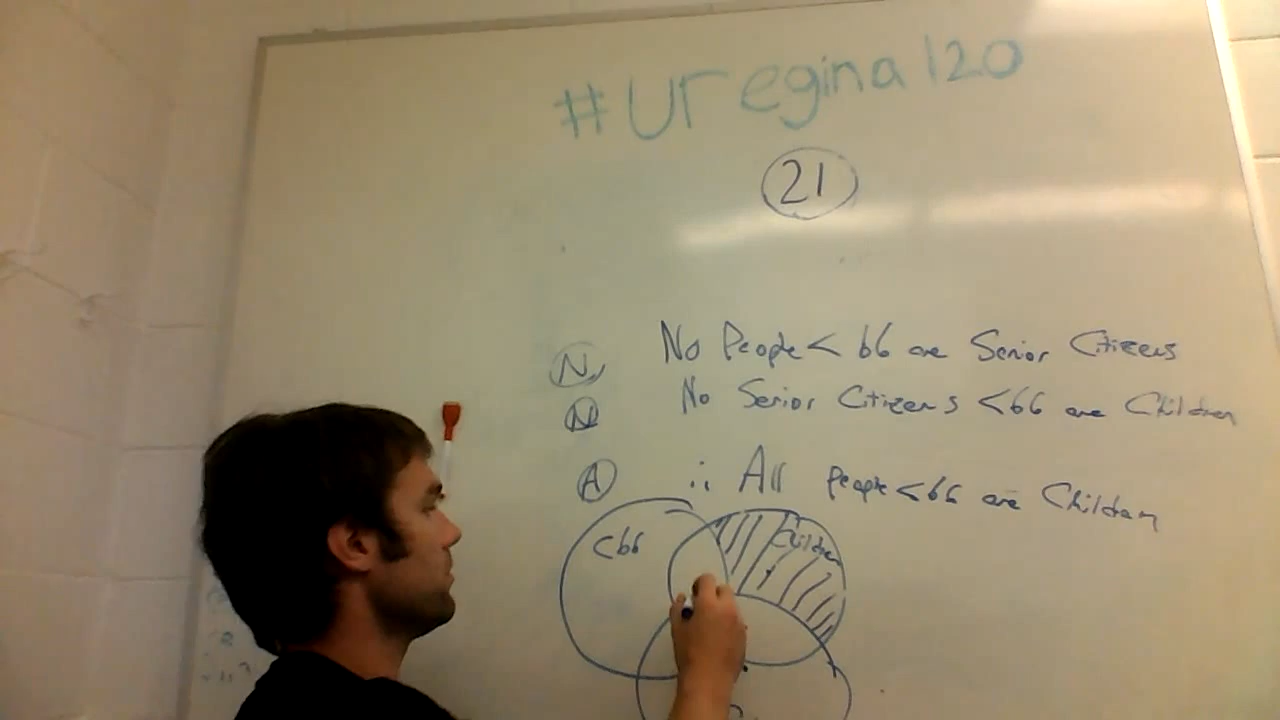 #Uregina120
21
N No People < 66 are Senior Citizens
N No Senior Citizens <66 are Children
A ∴ All People <66 are Children
<66 Children